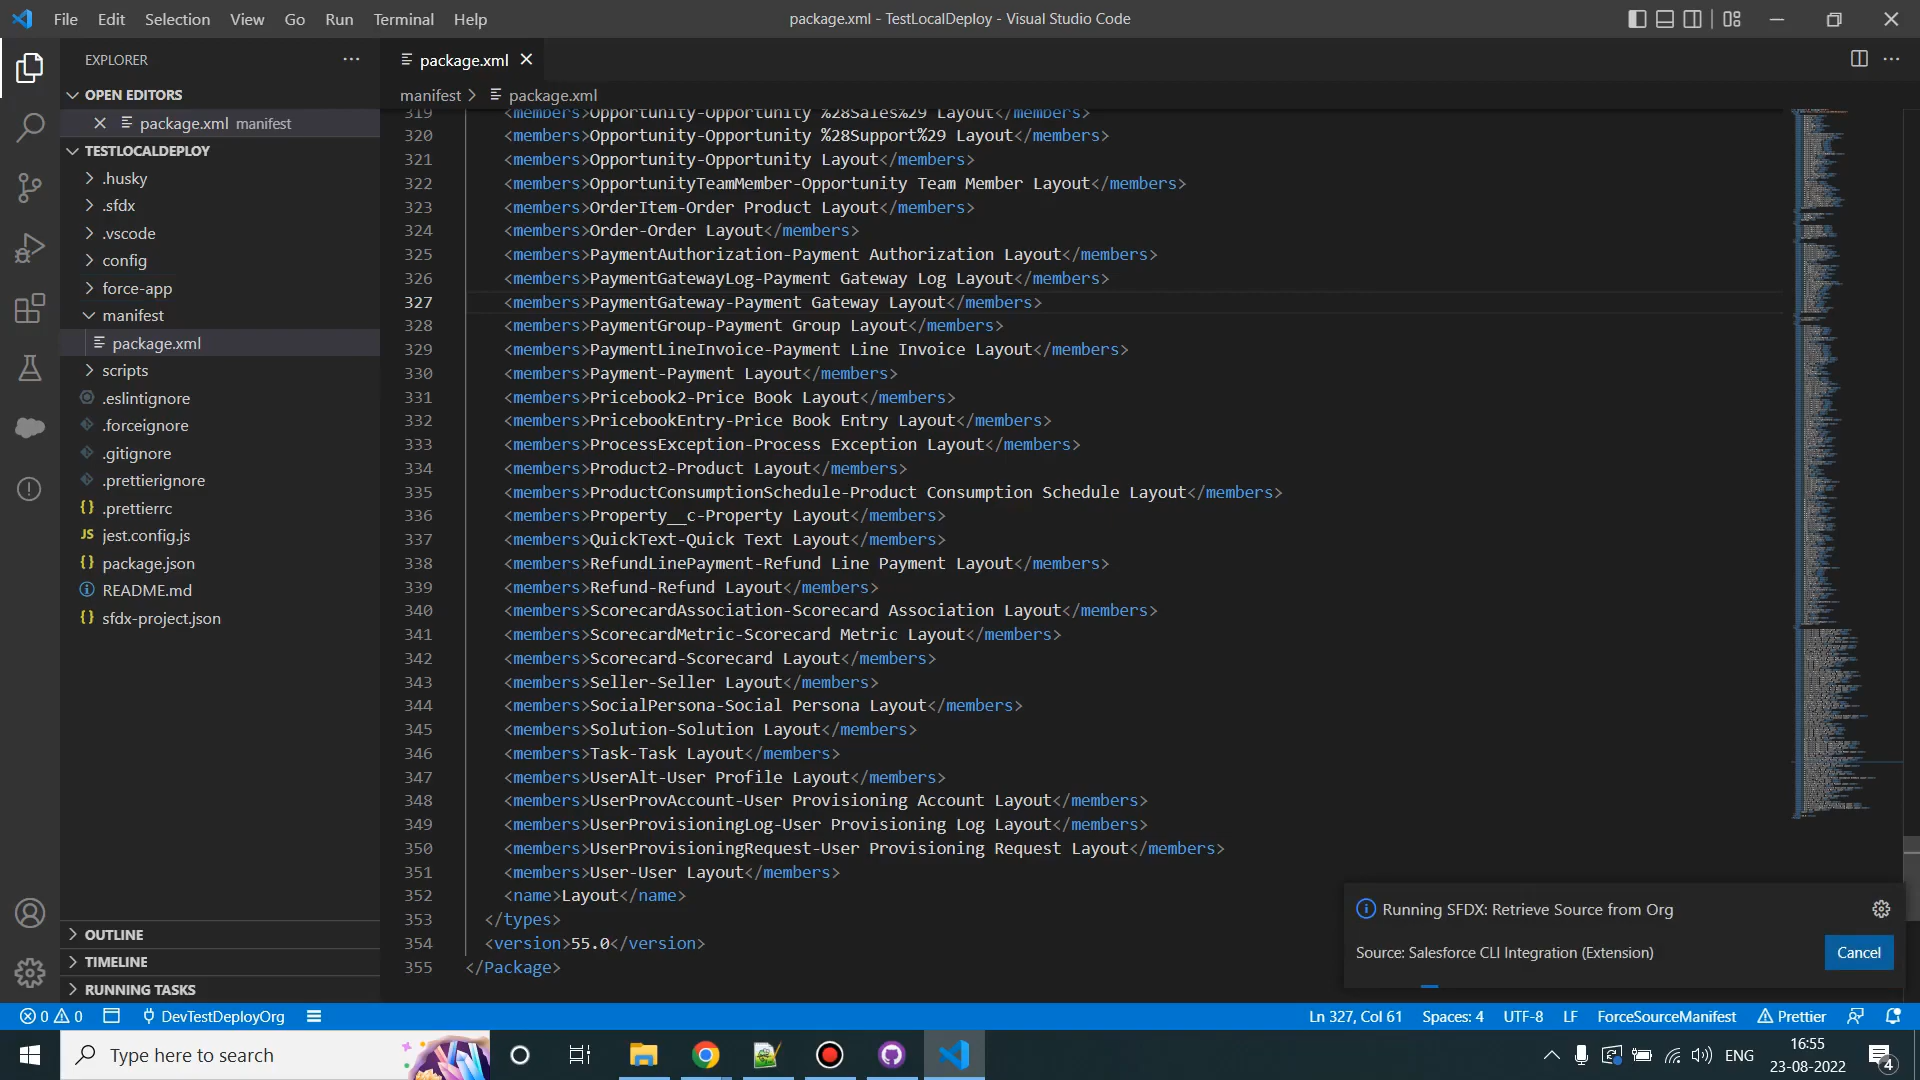 File Edit Selection View Go Run Terminal Help
package.xml - TestLocalDeploy - Visual Studio Code
EXPLORER
OPEN EDITORS
package.xml manifest
TESTLOCALDEPLOY
.husky
.sfdx
.vscode
config
force-app
manifest
package.xml
scripts
.eslintignore
.forceignore
.gitignore
.prettierignore
{} .prettierrc
JS jest.config.js
{} package.json
README.md
{} sfdx-project.json
OUTLINE
TIMELINE
RUNNING TASKS
package.xml
manifest > package.xml
319 <members>Opportunity-Opportunity %28Sales%29 Layout</members>
320 <members>Opportunity-Opportunity %28Support%29 Layout</members>
321 <members>Opportunity-Opportunity Layout</members>
322 <members>OpportunityTeamMember-Opportunity Team Member Layout</members>
323 <members>OrderItem-Order Product Layout</members>
324 <members>Order-Order Layout</members>
325 <members>PaymentAuthorization-Payment Authorization Layout</members>
326 <members>PaymentGatewayLog-Payment Gateway Log Layout</members>
327 <members>PaymentGateway-Payment Gateway Layout</members>
328 <members>PaymentGroup-Payment Group Layout</members>
329 <members>PaymentLineInvoice-Payment Line Invoice Layout</members>
330 <members>Payment-Payment Layout</members>
331 <members>Pricebook2-Price Book Layout</members>
332 <members>PricebookEntry-Price Book Entry Layout</members>
333 <members>ProcessException-Process Exception Layout</members>
334 <members>Product2-Product Layout</members>
335 <members>ProductConsumptionSchedule-Product Consumption Schedule Layout</members>
336 <members>Property__c-Property Layout</members>
337 <members>QuickText-Quick Text Layout</members>
338 <members>RefundLinePayment-Refund Line Payment Layout</members>
339 <members>Refund-Refund Layout</members>
340 <members>ScorecardAssociation-Scorecard Association Layout</members>
341 <members>ScorecardMetric-Scorecard Metric Layout</members>
342 <members>Scorecard-Scorecard Layout</members>
343 <members>Seller-Seller Layout</members>
344 <members>SocialPersona-Social Persona Layout</members>
345 <members>Solution-Solution Layout</members>
346 <members>Task-Task Layout</members>
347 <members>UserAlt-User Profile Layout</members>
348 <members>UserProvAccount-User Provisioning Account Layout</members>
349 <members>UserProvisioningLog-User Provisioning Log Layout</members>
350 <members>UserProvisioningRequest-User Provisioning Request Layout</members>
351 <members>User-User Layout</members>
352 <name>Layout</name>
353 </types>
354 <version>55.0</version>
355 </Package>
Running SFDX: Retrieve Source from Org
Source: Salesforce CLI Integration (Extension)
Cancel
0 0 DevTestDeployOrg
Ln 327, Col 61 Spaces: 4 UTF-8 LF ForceSourceManifest Prettier
Type here to search
ENG
16:55
23-08-2022
4